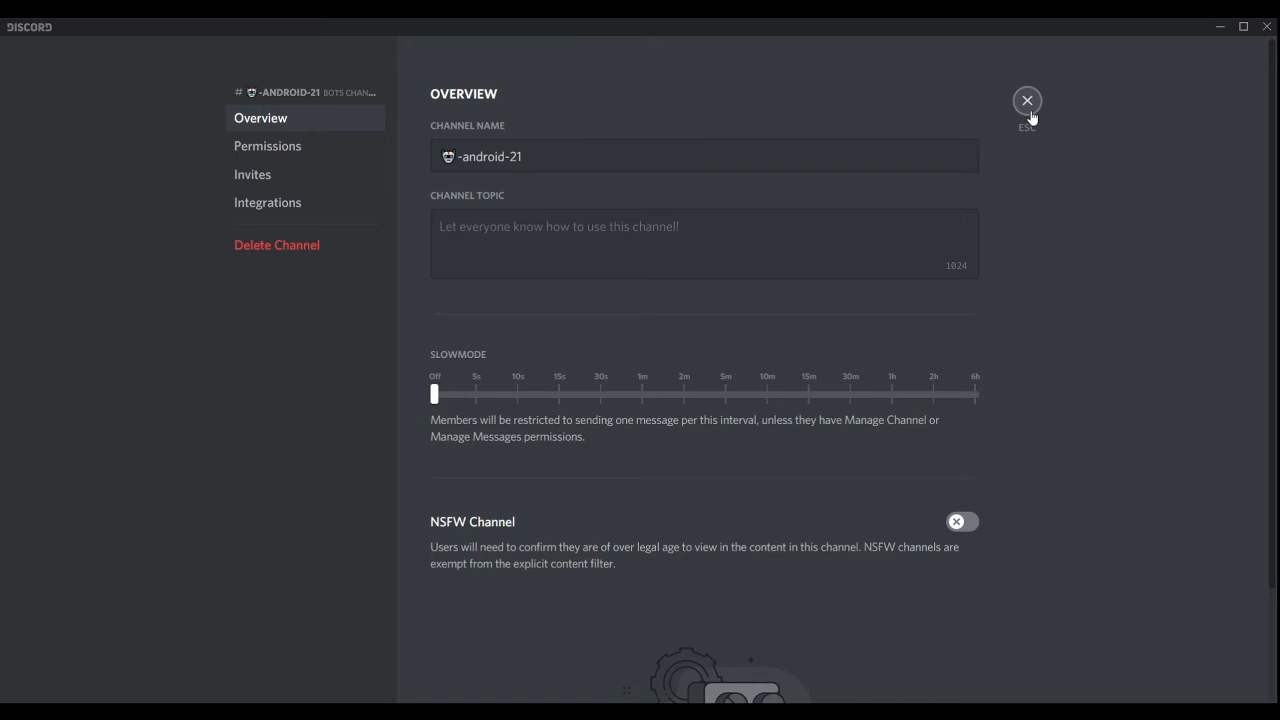 DISCORD
# -ANDROID-21 BOTS CHAN...
Overview
Permissions
Invites
Integrations
Delete Channel
OVERVIEW
CHANNEL NAME
-android-21
CHANNEL TOPIC
Let everyone know how to use this channel!
1024
ESC
SLOWMODE
Off 5s 10s 15s 30s 1m 2m 5m 10m 15m 30m 1h 2h 6h
Members will be restricted to sending one message per this interval, unless they have Manage Channel or
Manage Messages permissions.
NSFW Channel
Users will need to confirm they are of over legal age to view in the content in this channel. NSFW channels are
exempt from the explicit content filter.